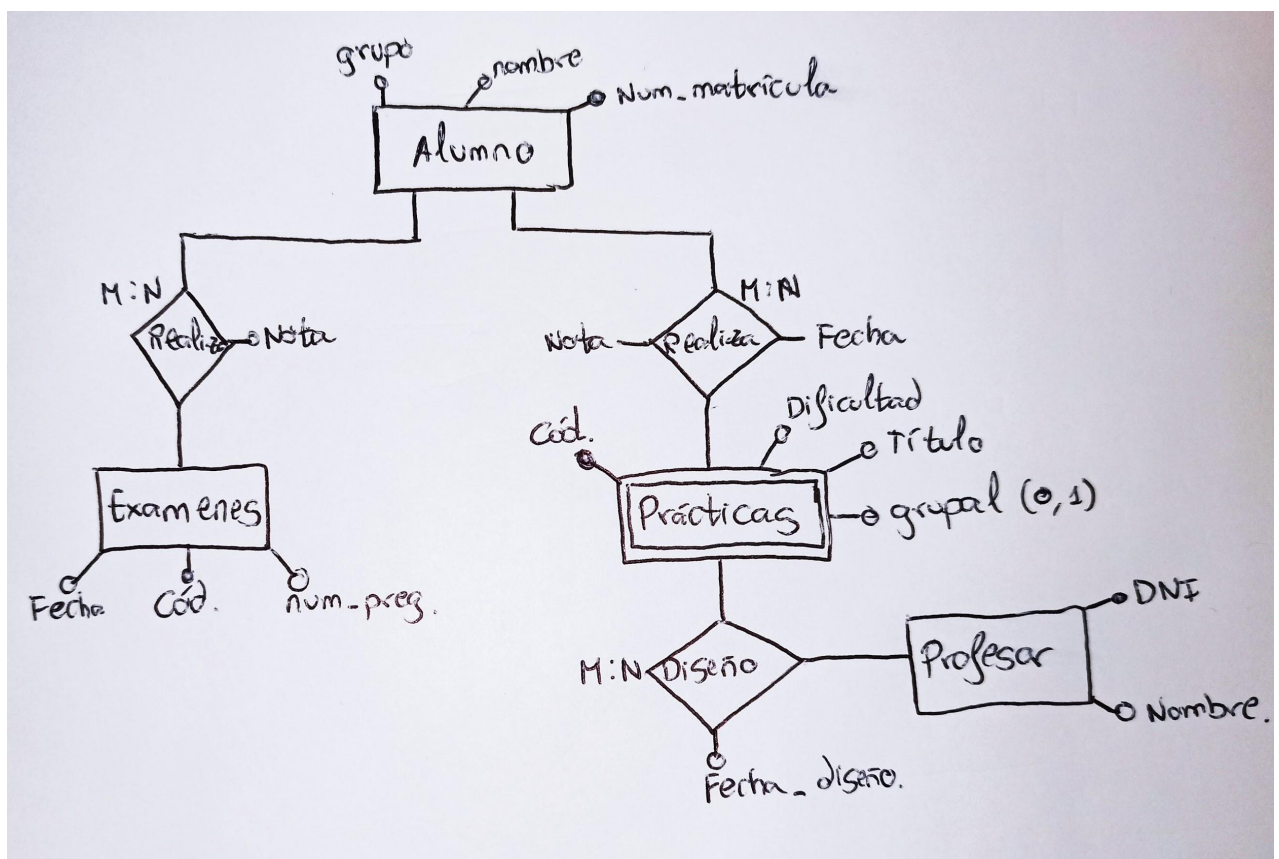 grupo
nombre
Num_matrícula
Alumno
M:N
Realiza
Nota
M:N
Nota
Realiza
Fecha
Examenes
Fecha
Cód.
num_preg.
Cód.
Dificultad
Título
Prácticas
grupal (0,1)
M:N
Diseño
Fecha_diseño.
Profesor
DNI
Nombre.